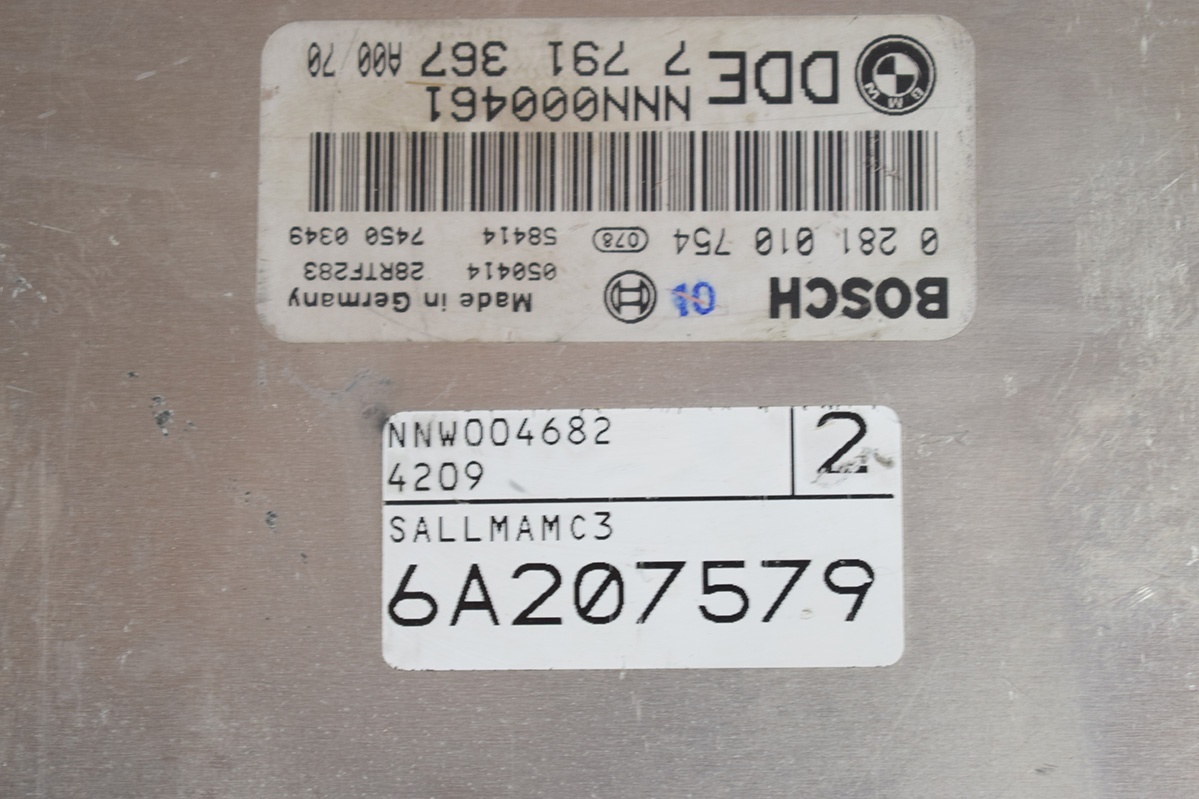 BOSCH Made in Germany
050414 28RTF283
0 281 010 754 078 58414 7450 0349
NNN000461
BMW DDE 7 791 367 A00/70
NNW004682 2
4209
SALLMAMC3
6A207579